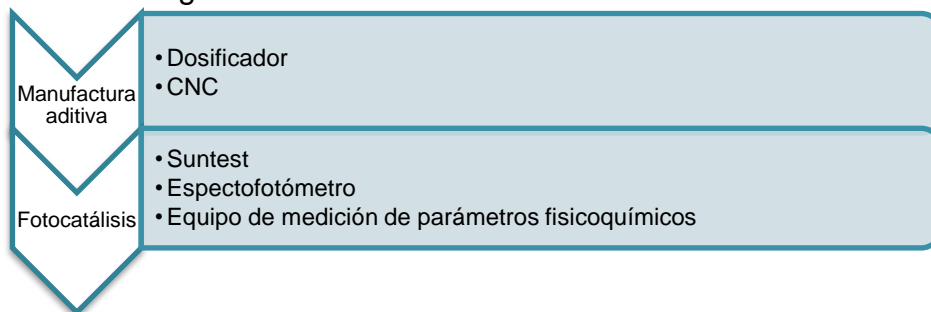 Manufactura
aditiva
• Dosificador
• CNC
Fotocatálisis
• Suntest
• Espectofotómetro
• Equipo de medición de parámetros fisicoquímicos